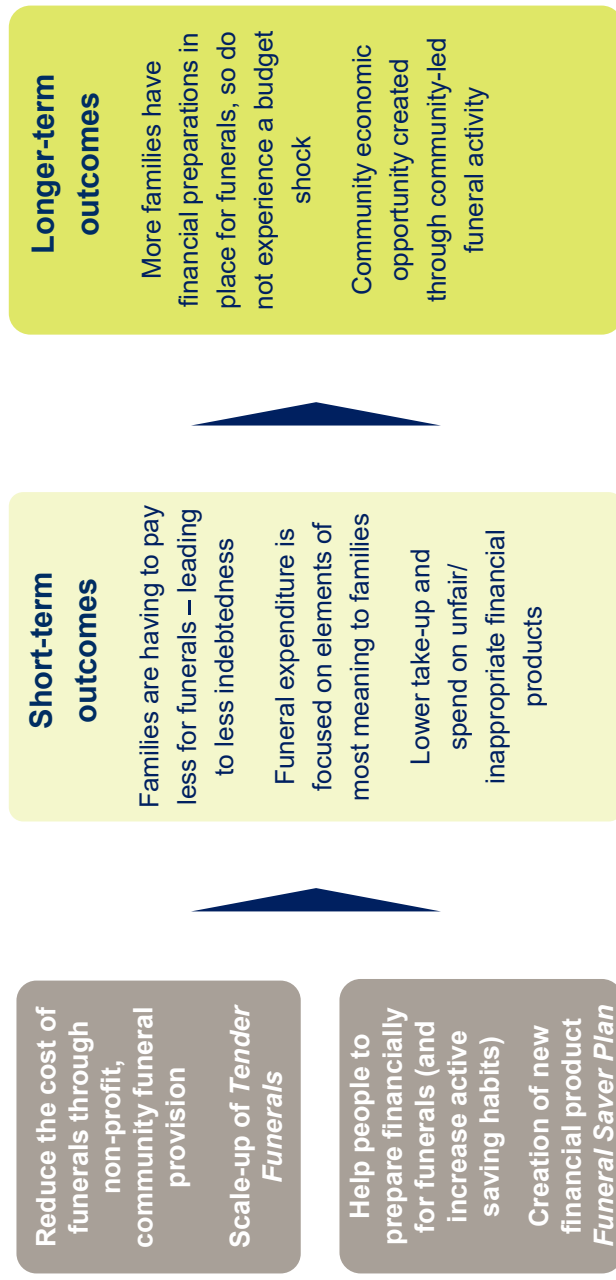 Reduce the cost of
funerals through
non-profit,
community funeral
provision
Scale-up of Tender
Funerals
Help people to
prepare financially
for funerals (and
increase active
saving habits)
Creation of new
financial product
Funeral Saver Plan
Short-term
outcomes
Families are having to pay
less for funerals – leading
to less indebtedness
Funeral expenditure is
focused on elements of
most meaning to families
Lower take-up and
spend on unfair/
inappropriate financial
products
Longer-term
outcomes
More families have
financial preparations in
place for funerals, so do
not experience a budget
shock
Community economic
opportunity created
through community-led
funeral activity